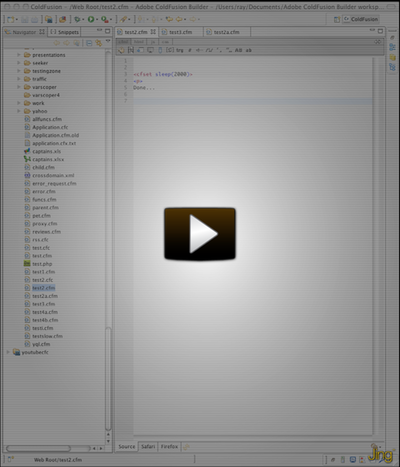 ColdFusion - /Web Root/test2.cfm - Adobe ColdFusion Builder - /Users/ray/Documents/Adobe ColdFusion Builder worksp...
ColdFusion
Navigator
Snippets
test2.cfm
test3.cfm
test2a.cfm
presentations
seeker
testingzone
traffic
varscoper
varscoper4
work
yahoo
allfuncs.cfm
Application.cfc
Application.cfm.old
application.cfs.txt
captains.xls
captains.xlsx
child.cfm
crossdomain.xml
error_request.cfm
error.cfm
funcs.cfm
parent.cfm
pet.cfm
proxy.cfm
reviews.cfm
rss.cfc
test.cfc
test.cfm
test.php
test1.cfm
test2.cfc
test2.cfm
test2a.cfm
test3.cfm
test4a.cfm
test4b.cfm
testslow.cfm
youtubecfc
<cfset sleep(2000)>
<p>
Done...
Source
Safari
Firefox
Web Root/test2.cfm
Jing